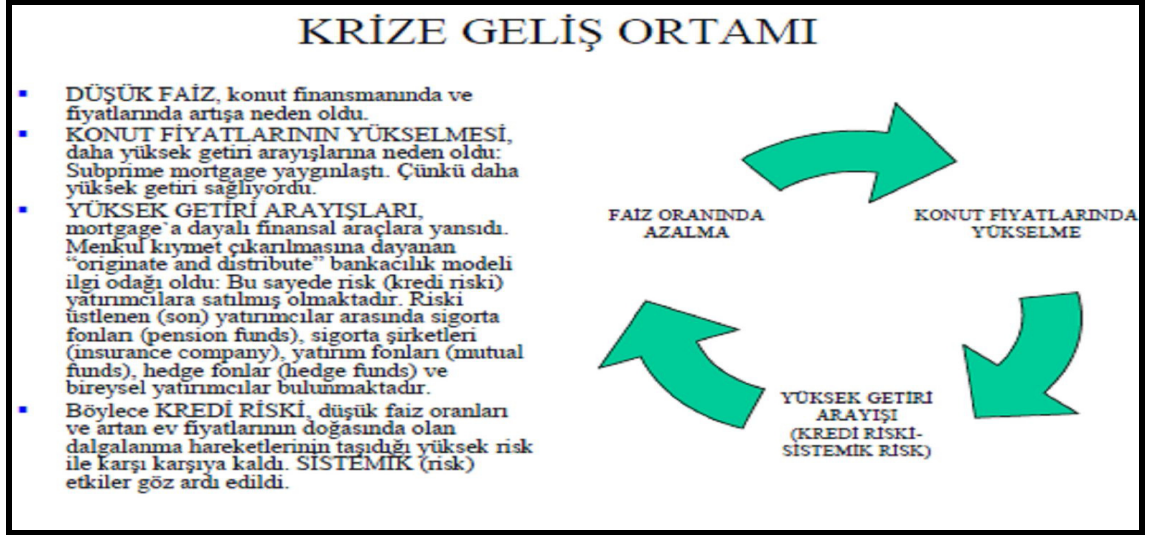 KRİZE GELİŞ ORTAMI
▪ DÜŞÜK FAİZ, konut finansmanında ve
fiyatlarında artışa neden oldu.
▪ KONUT FİYATLARININ YÜKSELMESİ,
daha yüksek getiri arayışlarına neden oldu:
Subprime mortgage yaygınlaştı. Çünkü daha
yüksek getiri sağlıyordu.
▪ YÜKSEK GETİRİ ARAYIŞLARI,
mortgage`a dayalı finansal araçlara yansıdı.
Menkul kıymet çıkarılmasına dayanan
“originate and distribute” bankacılık modeli
ilgi odağı oldu: Bu sayede risk (kredi riski)
yatırımcılara satılmış olmaktadır. Riski
üstlenen (son) yatırımcılar arasında sigorta
fonları (pension funds), sigorta şirketleri
(insurance company), yatırım fonları (mutual
funds), hedge fonlar (hedge funds) ve
bireysel yatırımcılar bulunmaktadır.
▪ Böylece KREDİ RİSKİ, düşük faiz oranları
ve artan ev fiyatlarının doğasında olan
dalgalanma hareketlerinin taşıdığı yüksek risk
ile karşı karşıya kaldı. SİSTEMİK (risk)
etkiler göz ardı edildi.
FAİZ ORANINDA
AZALMA
KONUT FİYATLARINDA
YÜKSELME
YÜKSEK GETİRİ
ARAYIŞI
(KREDİ RİSKİ-
SİSTEMİK RİSK)